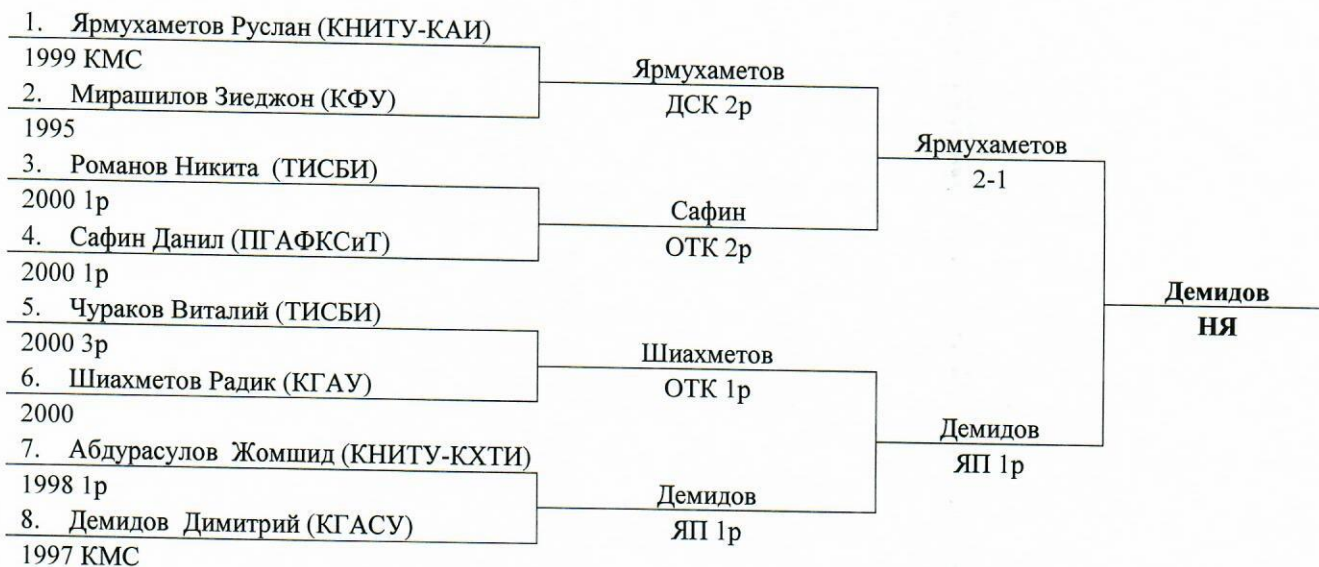 1. Ярмухаметов Руслан (КНИТУ-КАИ)
1999 КМС
2. Мирашилов Зиеджон (КФУ)
1995
3. Романов Никита (ТИСБИ)
2000 1р
4. Сафин Данил (ПГАФКСиТ)
2000 1р
5. Чураков Виталий (ТИСБИ)
2000 3р
6. Шиахметов Радик (КГАУ)
2000
7. Абдурасулов Жомшид (КНИТУ-КХТИ)
1998 1р
8. Демидов Димитрий (КГАСУ)
1997 КМС
Ярмухаметов
ДСК 2р
Сафин
ОТК 2р
Шиахметов
ОТК 1р
Демидов
ЯП 1р
Ярмухаметов
2-1
Демидов
ЯП 1р
Демидов
НЯ